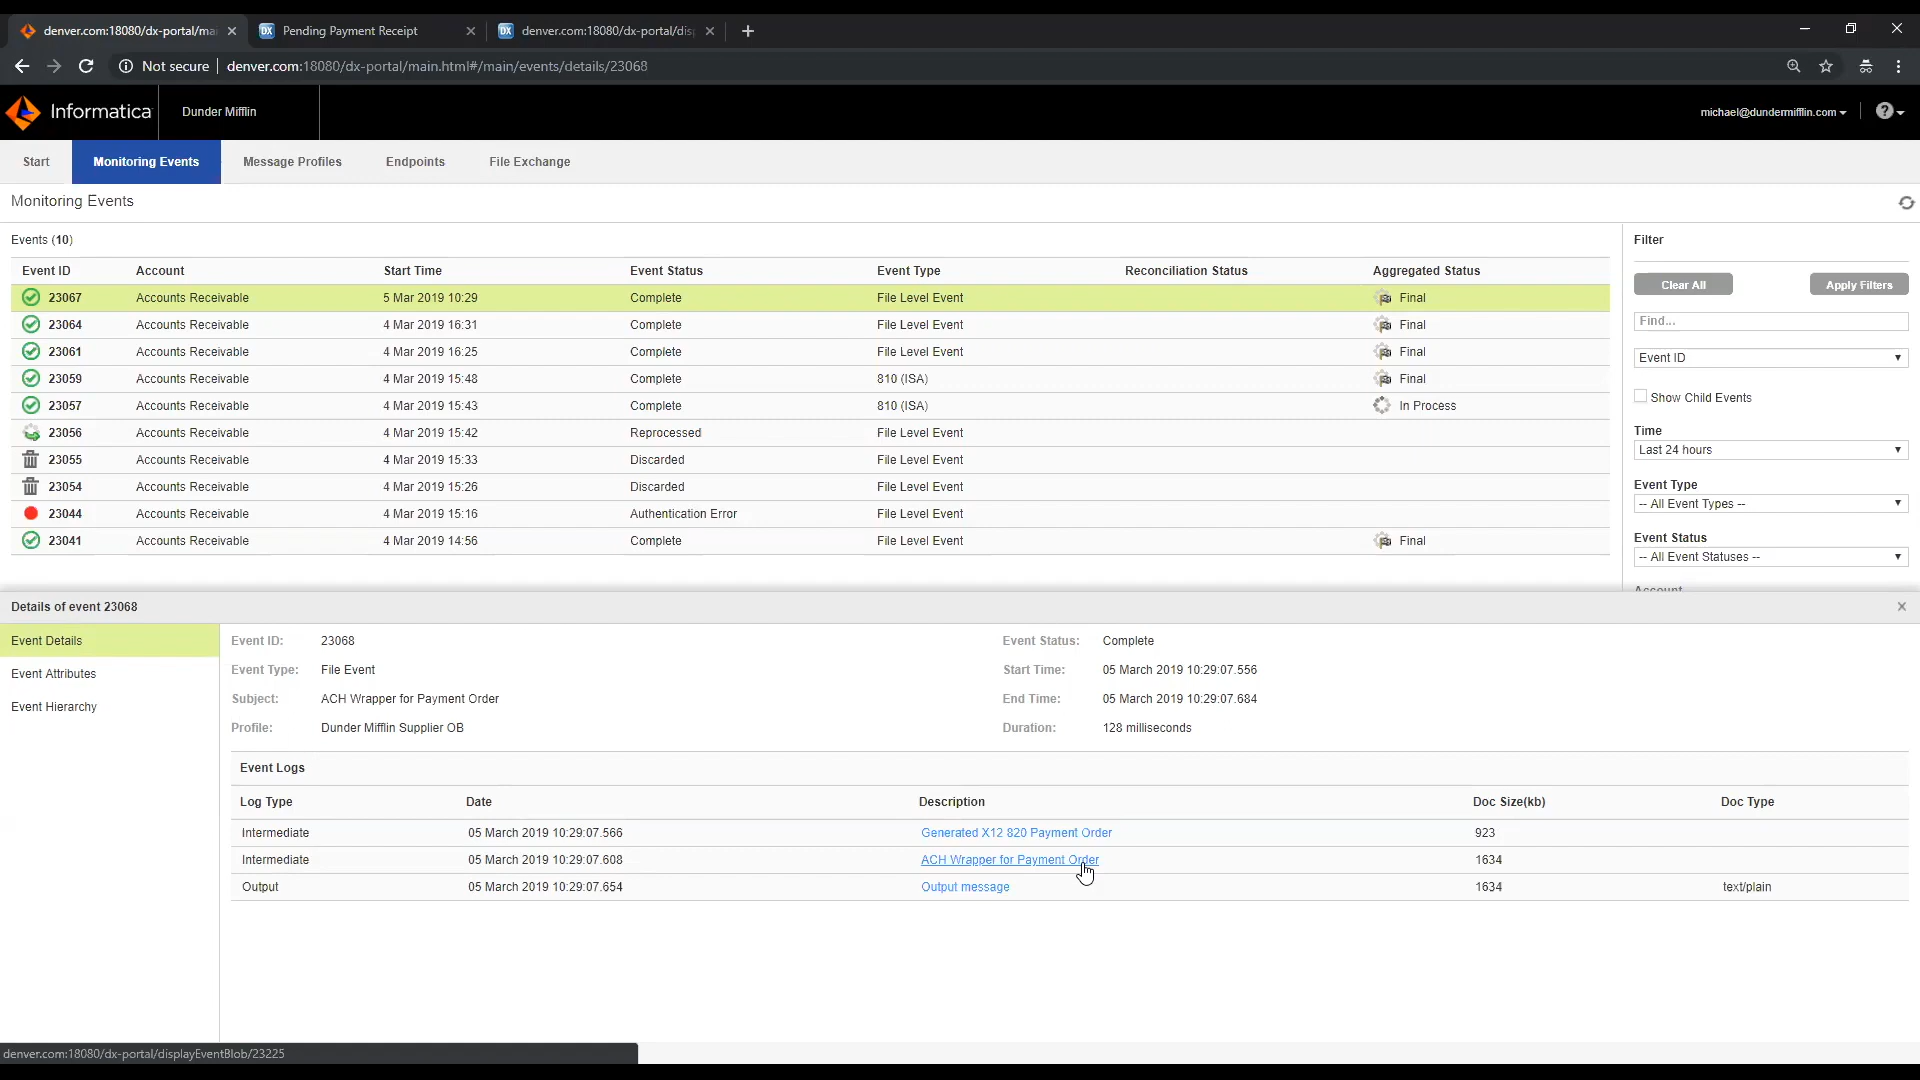 denver.com:18080/dx-portal/mai
Pending Payment Receipt
denver.com:18080/dx-portal/disp
Not secure
denver.com:18080/dx-portal/main.html#/main/events/details/23068
Informatica
Dunder Mifflin
michael@dundermifflin.com
Start
Monitoring Events
Message Profiles
Endpoints
File Exchange
Monitoring Events
Events (10)
Event ID Account Start Time Event Status Event Type Reconciliation Status Aggregated Status
23067 Accounts Receivable 5 Mar 2019 10:29 Complete File Level Event Final
23064 Accounts Receivable 4 Mar 2019 16:31 Complete File Level Event Final
23061 Accounts Receivable 4 Mar 2019 16:25 Complete File Level Event Final
23059 Accounts Receivable 4 Mar 2019 15:48 Complete 810 (ISA) Final
23057 Accounts Receivable 4 Mar 2019 15:43 Complete 810 (ISA) In Process
23056 Accounts Receivable 4 Mar 2019 15:42 Reprocessed File Level Event
23055 Accounts Receivable 4 Mar 2019 15:33 Discarded File Level Event
23054 Accounts Receivable 4 Mar 2019 15:26 Discarded File Level Event
23044 Accounts Receivable 4 Mar 2019 15:16 Authentication Error File Level Event
23041 Accounts Receivable 4 Mar 2019 14:56 Complete File Level Event Final
Filter
Clear All Apply Filters
Find...
Event ID
Show Child Events
Time
Last 24 hours
Event Type
-- All Event Types --
Event Status
-- All Event Statuses --
Account
Details of event 23068
Event Details
Event Attributes
Event Hierarchy
Event ID: 23068 Event Status: Complete
Event Type: File Event Start Time: 05 March 2019 10:29:07.556
Subject: ACH Wrapper for Payment Order End Time: 05 March 2019 10:29:07.684
Profile: Dunder Mifflin Supplier OB Duration: 128 milliseconds
Event Logs
Log Type Date Description Doc Size(kb) Doc Type
Intermediate 05 March 2019 10:29:07.566 Generated X12 820 Payment Order 923
Intermediate 05 March 2019 10:29:07.608 ACH Wrapper for Payment Order 1634
Output 05 March 2019 10:29:07.654 Output message 1634 text/plain
denver.com:18080/dx-portal/displayEventBlob/23225